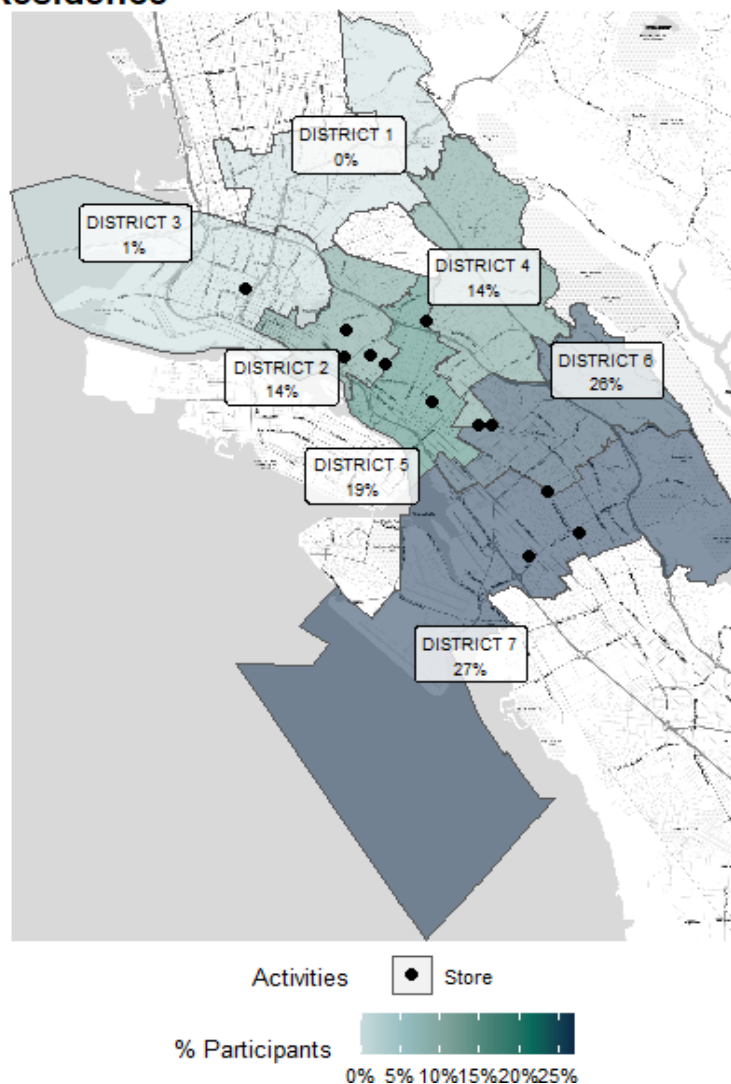 DISTRICT 1
0%
DISTRICT 3
1%
DISTRICT 4
14%
DISTRICT 2
14%
DISTRICT 6
26%
DISTRICT 5
19%
DISTRICT 7
27%
Activities Store
% Participants
0% 5% 10%15%20%25%